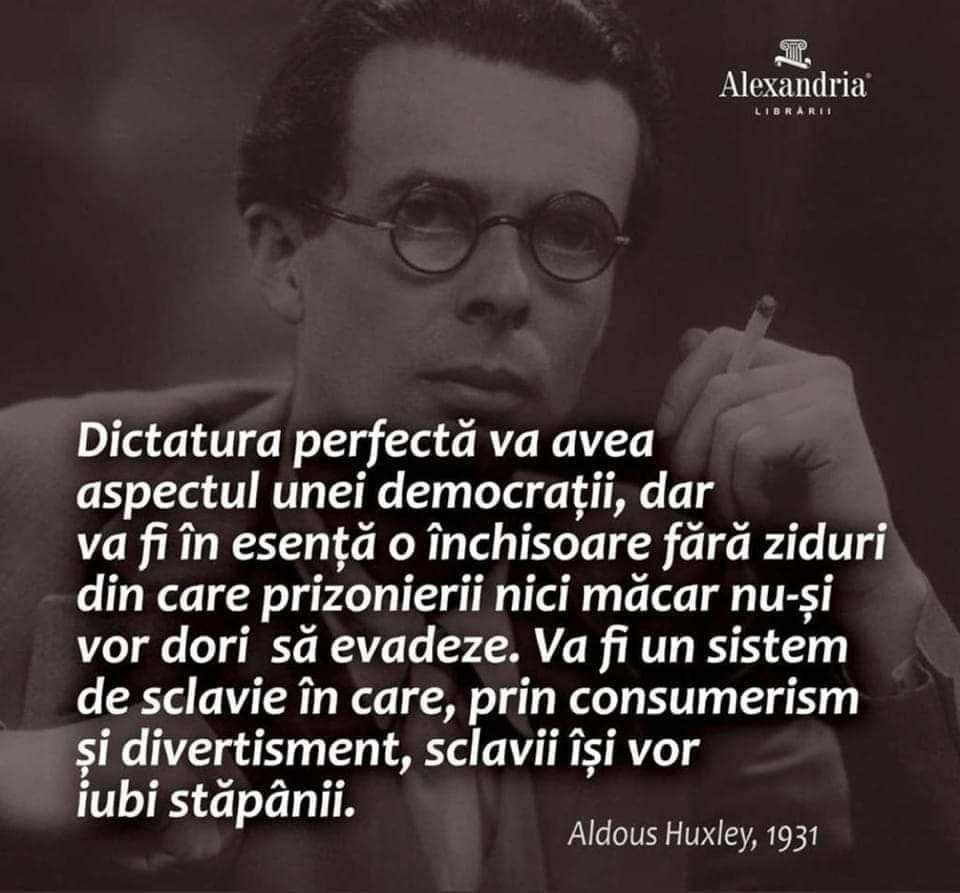 Alexandria
LIBRĂRII
Dictatura perfectă va avea
aspectul unei democrații, dar
va fi în esență o închisoare fără ziduri
din care prizonierii nici măcar nu-și
vor dori să evadeze. Va fi un sistem
de sclavie în care, prin consumerism
și divertisment, sclavii își vor
iubi stăpânii.
Aldous Huxley, 1931